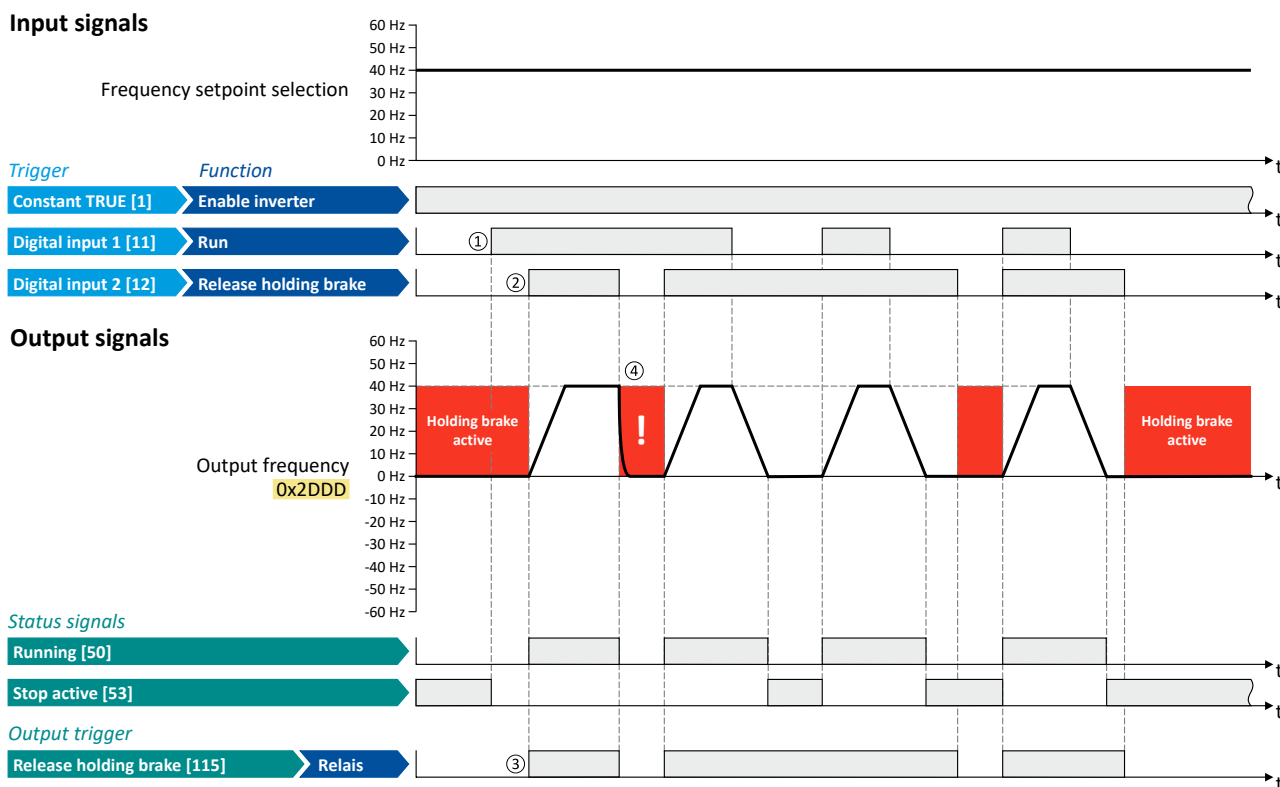 Input signals
60 Hz
50 Hz
40 Hz
30 Hz
20 Hz
10 Hz
0 Hz
Frequency setpoint selection
t
Trigger Function
Constant TRUE [1] Enable inverter
t
Digital input 1 [11] Run
①
t
Digital input 2 [12] Release holding brake
②
t
Output signals
60 Hz
50 Hz
40 Hz
30 Hz
20 Hz
10 Hz
0 Hz
-10 Hz
-20 Hz
-30 Hz
-40 Hz
-50 Hz
-60 Hz
Output frequency
0x2DDD
④
Holding brake
active
!
Holding brake
active
t
Status signals
Running [50]
t
Stop active [53]
t
Output trigger
Release holding brake [115] Relais
③
t